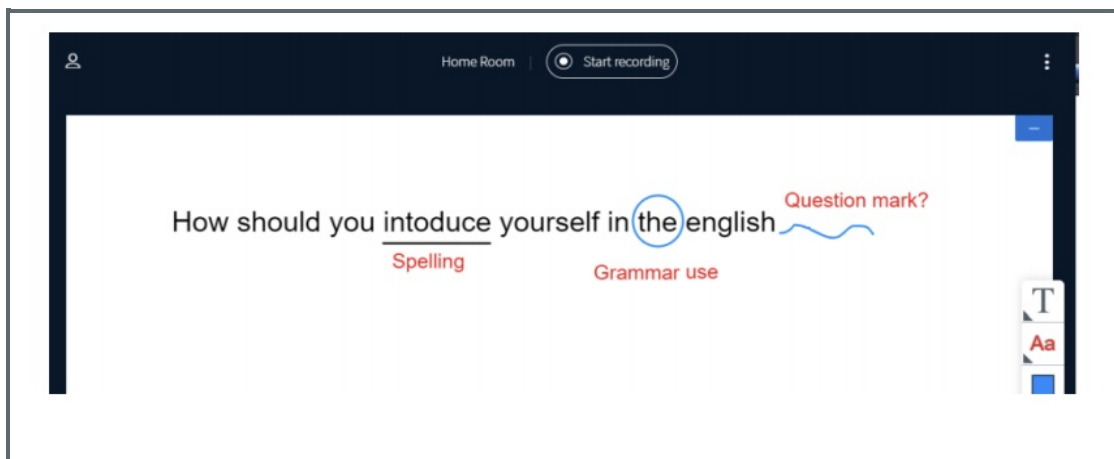 Home Room | Start recording
Question mark?
How should you intoduce yourself in the english
Spelling
Grammar use
T
Aa